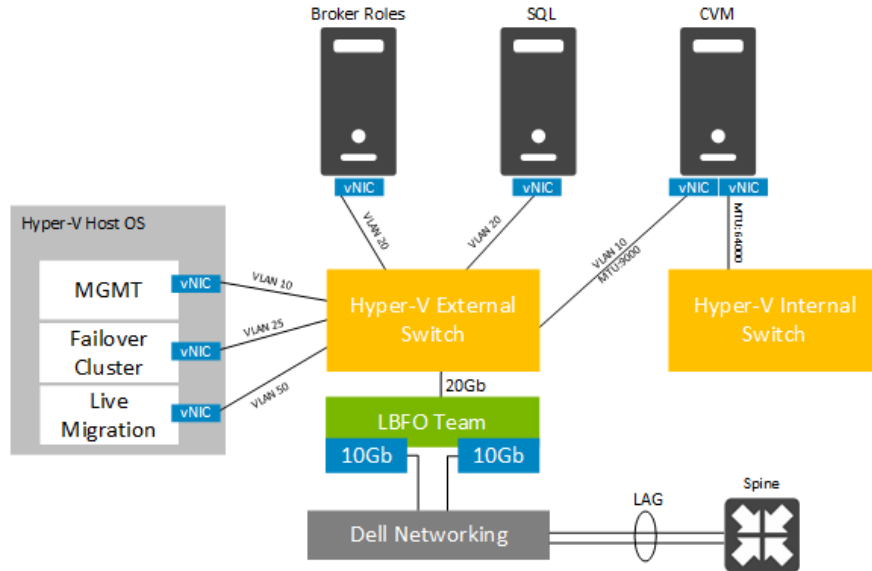 Broker Roles
SQL
CVM
vNIC
vNIC
vNIC
vNIC
Hyper-V Host OS
MGMT
vNIC
Failover
Cluster
vNIC
Live
Migration
vNIC
VLAN 10
VLAN 25
VLAN 50
VLAN 20
VLAN 20
VLAN 10
MTU:9000
MTU:64000
Hyper-V External
Switch
Hyper-V Internal
Switch
20Gb
LBFO Team
10Gb
10Gb
Dell Networking
LAG
Spine